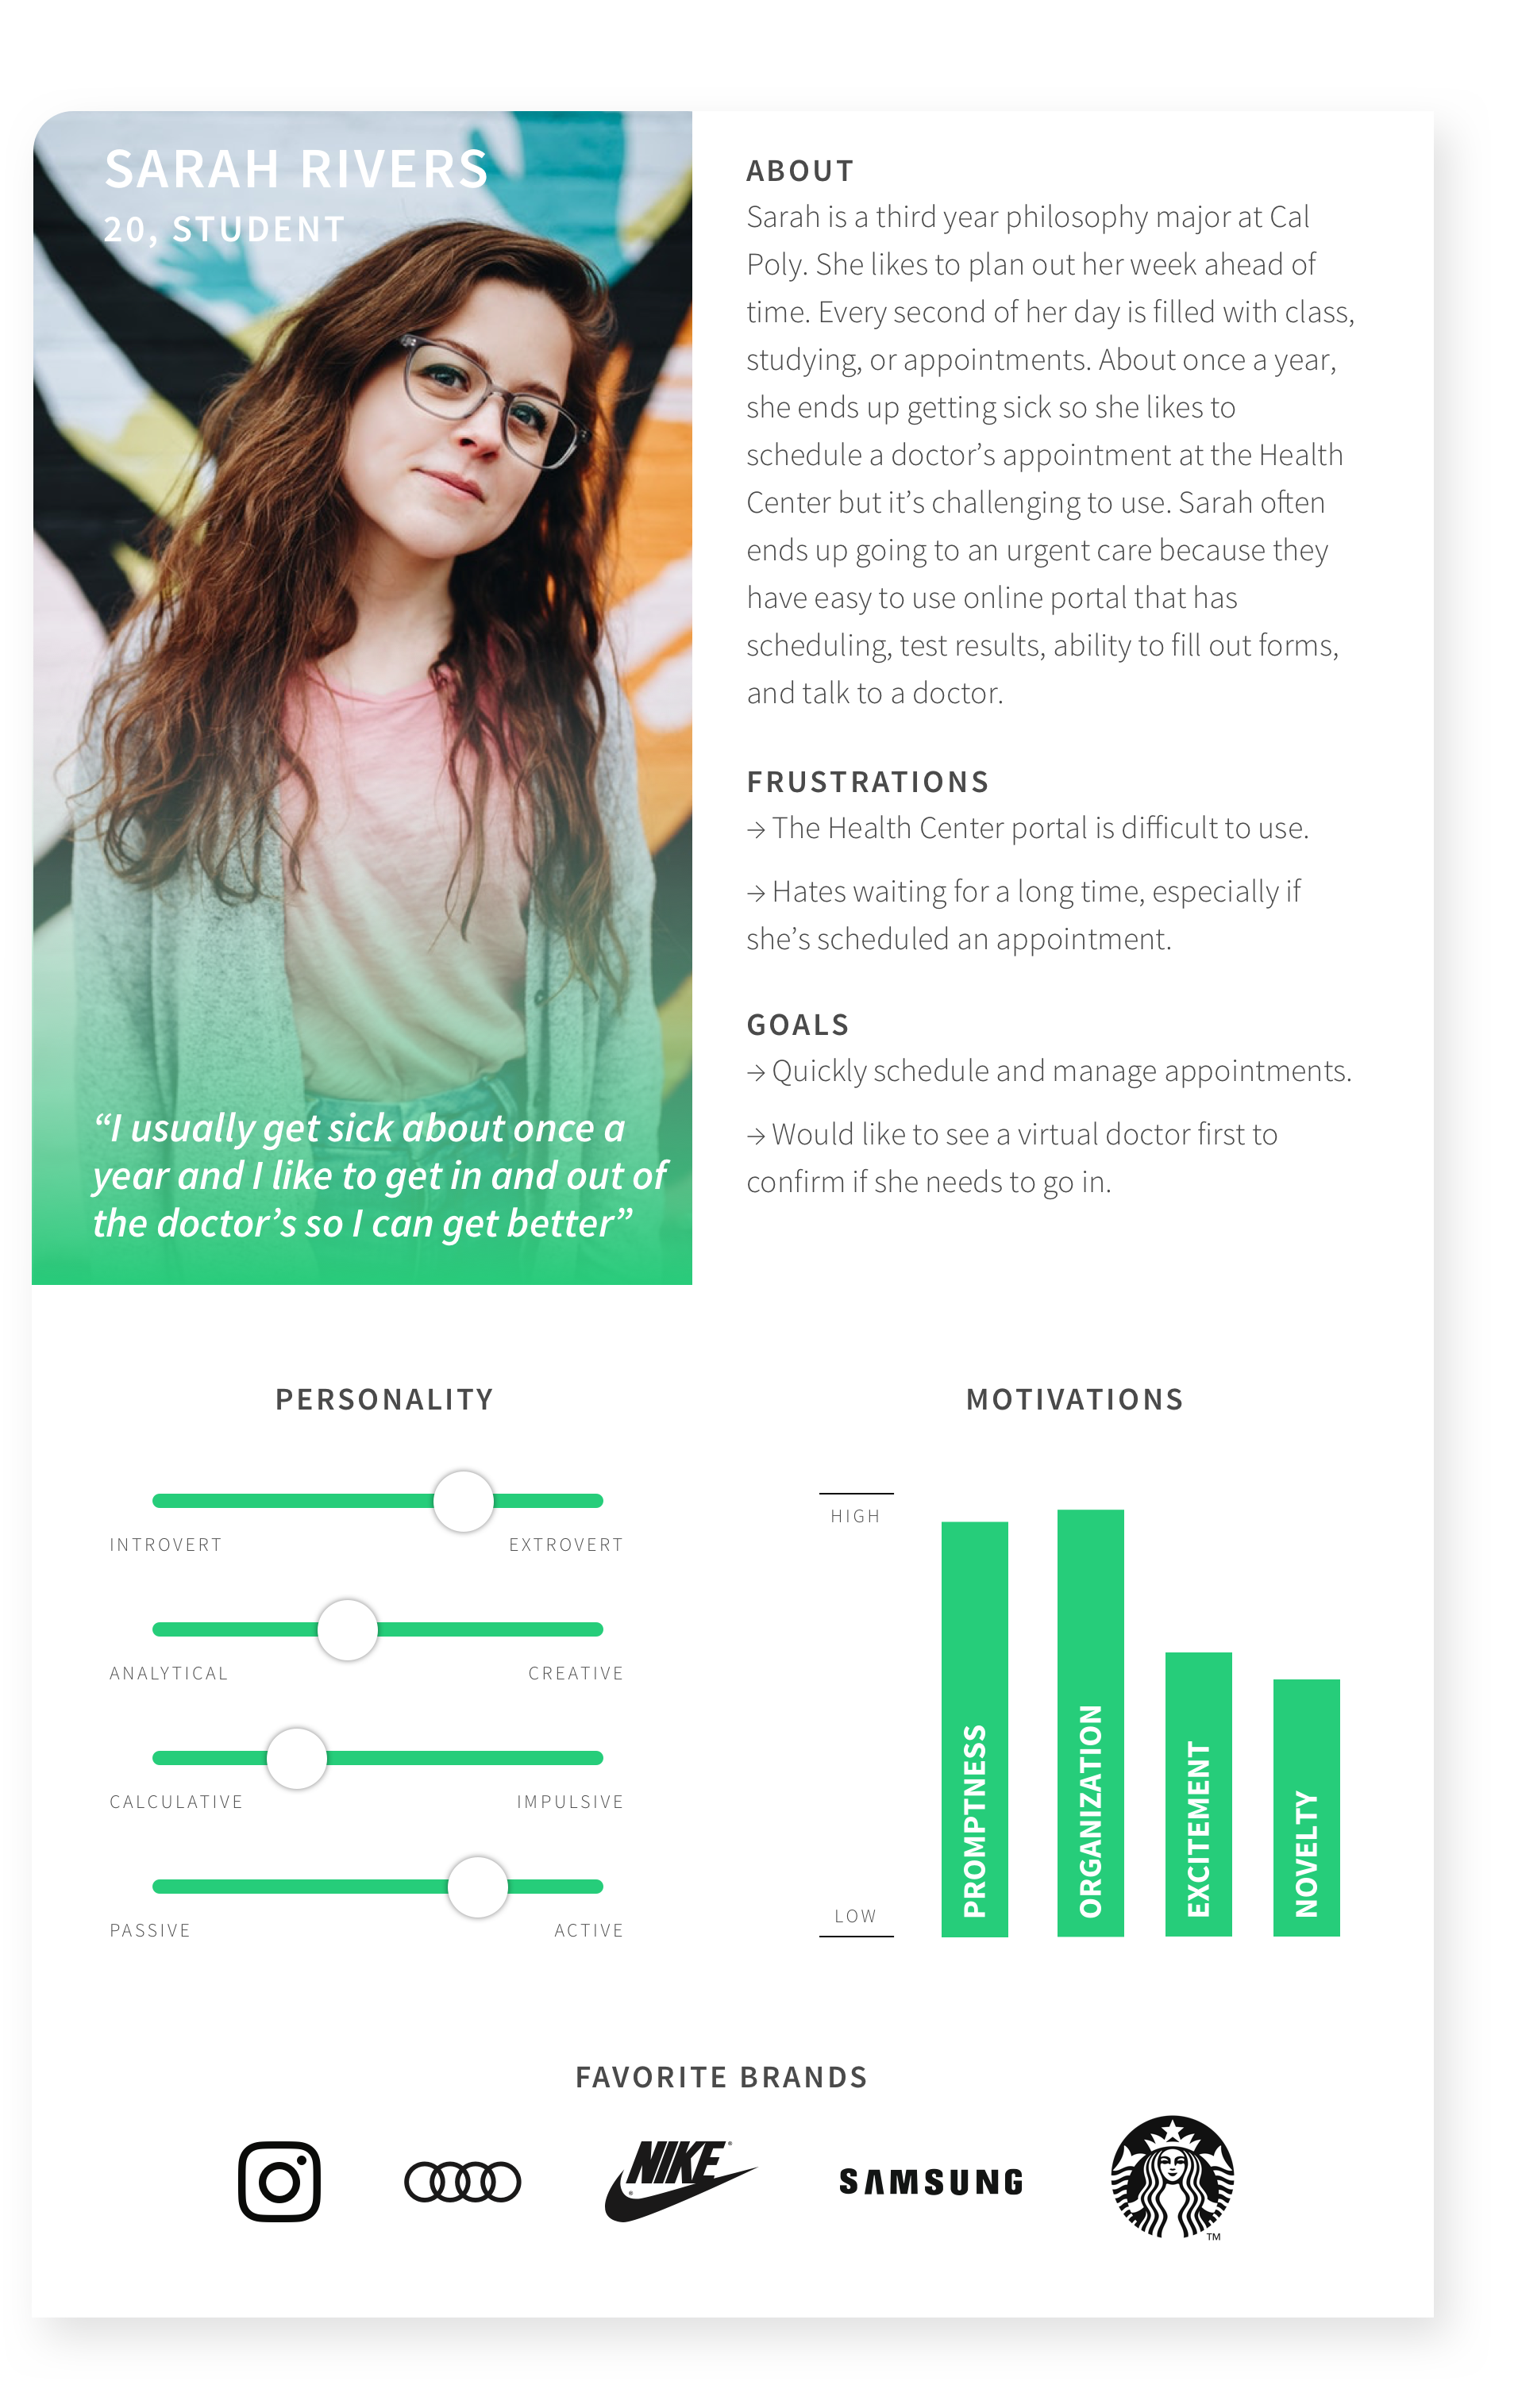 SARAH RIVERS
20, STUDENT
“I usually get sick about once a
year and I like to get in and out of
the doctor’s so I can get better”
ABOUT
Sarah is a third year philosophy major at Cal
Poly. She likes to plan out her week ahead of
time. Every second of her day is filled with class,
studying, or appointments. About once a year,
she ends up getting sick so she likes to
schedule a doctor’s appointment at the Health
Center but it’s challenging to use. Sarah often
ends up going to an urgent care because they
have easy to use online portal that has
scheduling, test results, ability to fill out forms,
and talk to a doctor.
FRUSTRATIONS
→ The Health Center portal is difficult to use.
→ Hates waiting for a long time, especially if
she’s scheduled an appointment.
GOALS
→ Quickly schedule and manage appointments.
→ Would like to see a virtual doctor first to
confirm if she needs to go in.
PERSONALITY
INTROVERT EXTROVERT
ANALYTICAL CREATIVE
CALCULATIVE IMPULSIVE
PASSIVE ACTIVE
MOTIVATIONS
HIGH
LOW
PROMPTNESS
ORGANIZATION
EXCITEMENT
NOVELTY
FAVORITE BRANDS
NIKE®
SAMSUNG
TM